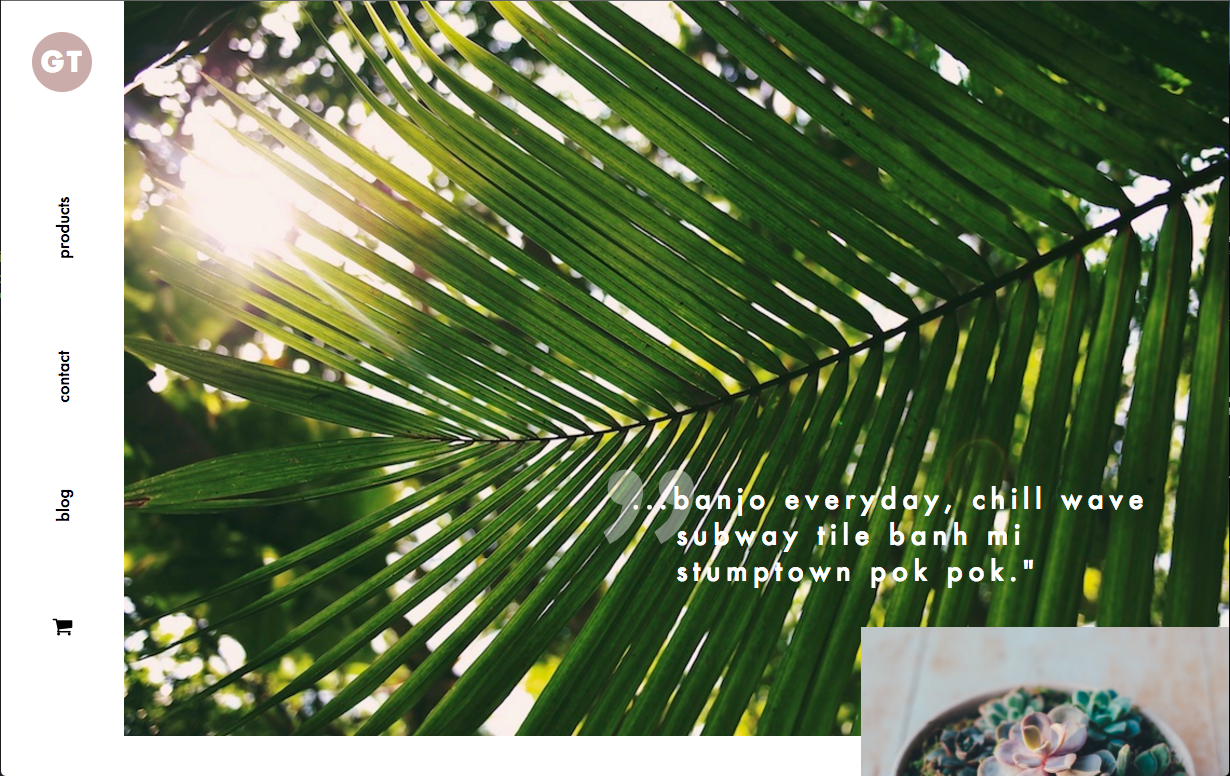 GT
products
contact
blog
”
...banjo everyday, chill wave
subway tile banh mi
stumptown pok pok."